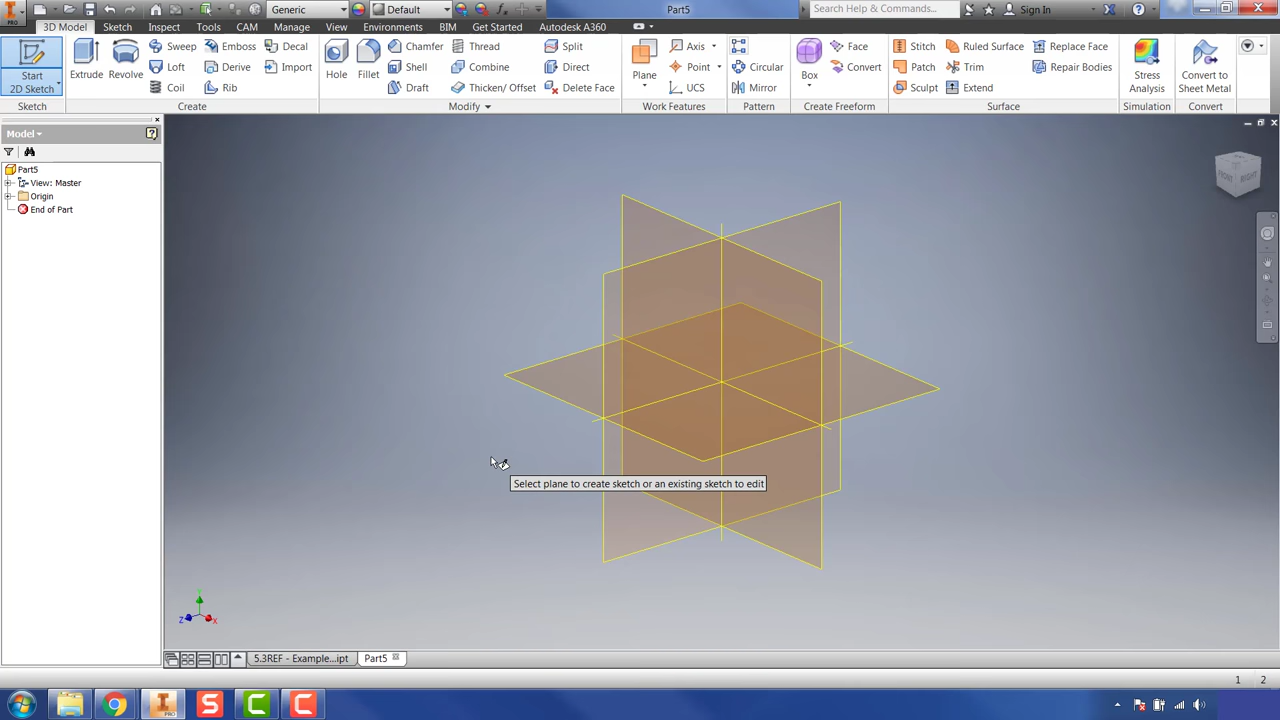 Generic
Default
Part5
Search Help & Commands...
Sign In
PRO
3D Model
Sketch
Inspect
Tools
CAM
Manage
View
Environments
BIM
Get Started
Autodesk A360
Start
2D Sketch
Extrude
Revolve
Sweep
Emboss
Decal
Loft
Derive
Import
Coil
Rib
Hole
Fillet
Chamfer
Thread
Split
Shell
Combine
Direct
Draft
Thicken/ Offset
Delete Face
Plane
Axis
Point
UCS
Circular
Mirror
Box
Face
Convert
Stitch
Ruled Surface
Replace Face
Patch
Trim
Repair Bodies
Sculpt
Extend
Stress
Analysis
Convert to
Sheet Metal
Sketch
Create
Modify
Work Features
Pattern
Create Freeform
Surface
Simulation
Convert
Model
Part5
View: Master
Origin
End of Part
FRONT
RIGHT
Select plane to create sketch or an existing sketch to edit
Y
Z
X
5.3REF - Example...ipt
Part5
1
2
PRO